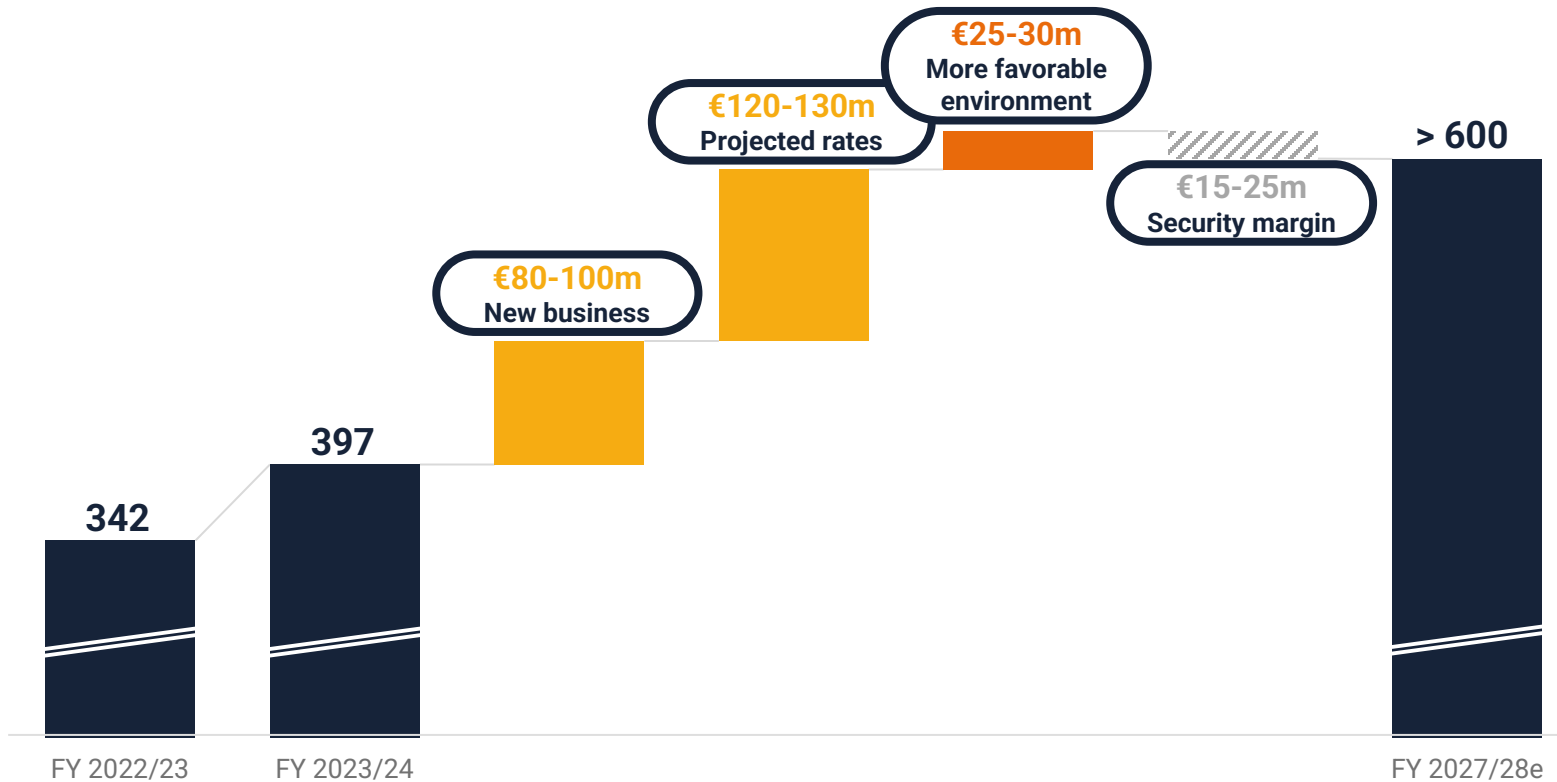 €25-30m
More favorable
environment
€120-130m
Projected rates
> 600
€15-25m
Security margin
€80-100m
New business
397
342
FY 2022/23
FY 2023/24
FY 2027/28e